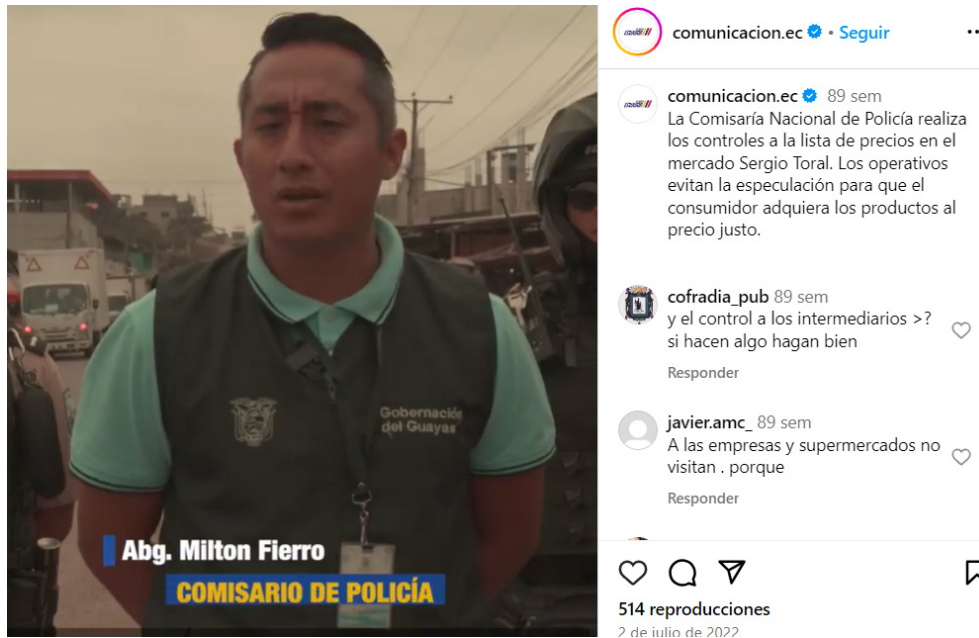 comunicacion.ec • Seguir
comunicacion.ec 89 sem
La Comisaría Nacional de Policía realiza
los controles a la lista de precios en el
mercado Sergio Toral. Los operativos
evitan la especulación para que el
consumidor adquiera los productos al
precio justo.
cofradia_pub 89 sem
y el control a los intermediarios >?
si hacen algo hagan bien
Responder
javier.amc_ 89 sem
A las empresas y supermercados no
visitan . porque
Responder
514 reproducciones
2 de julio de 2022
Gobernación
del Guayas
Abg. Milton Fierro
COMISARIO DE POLICÍA